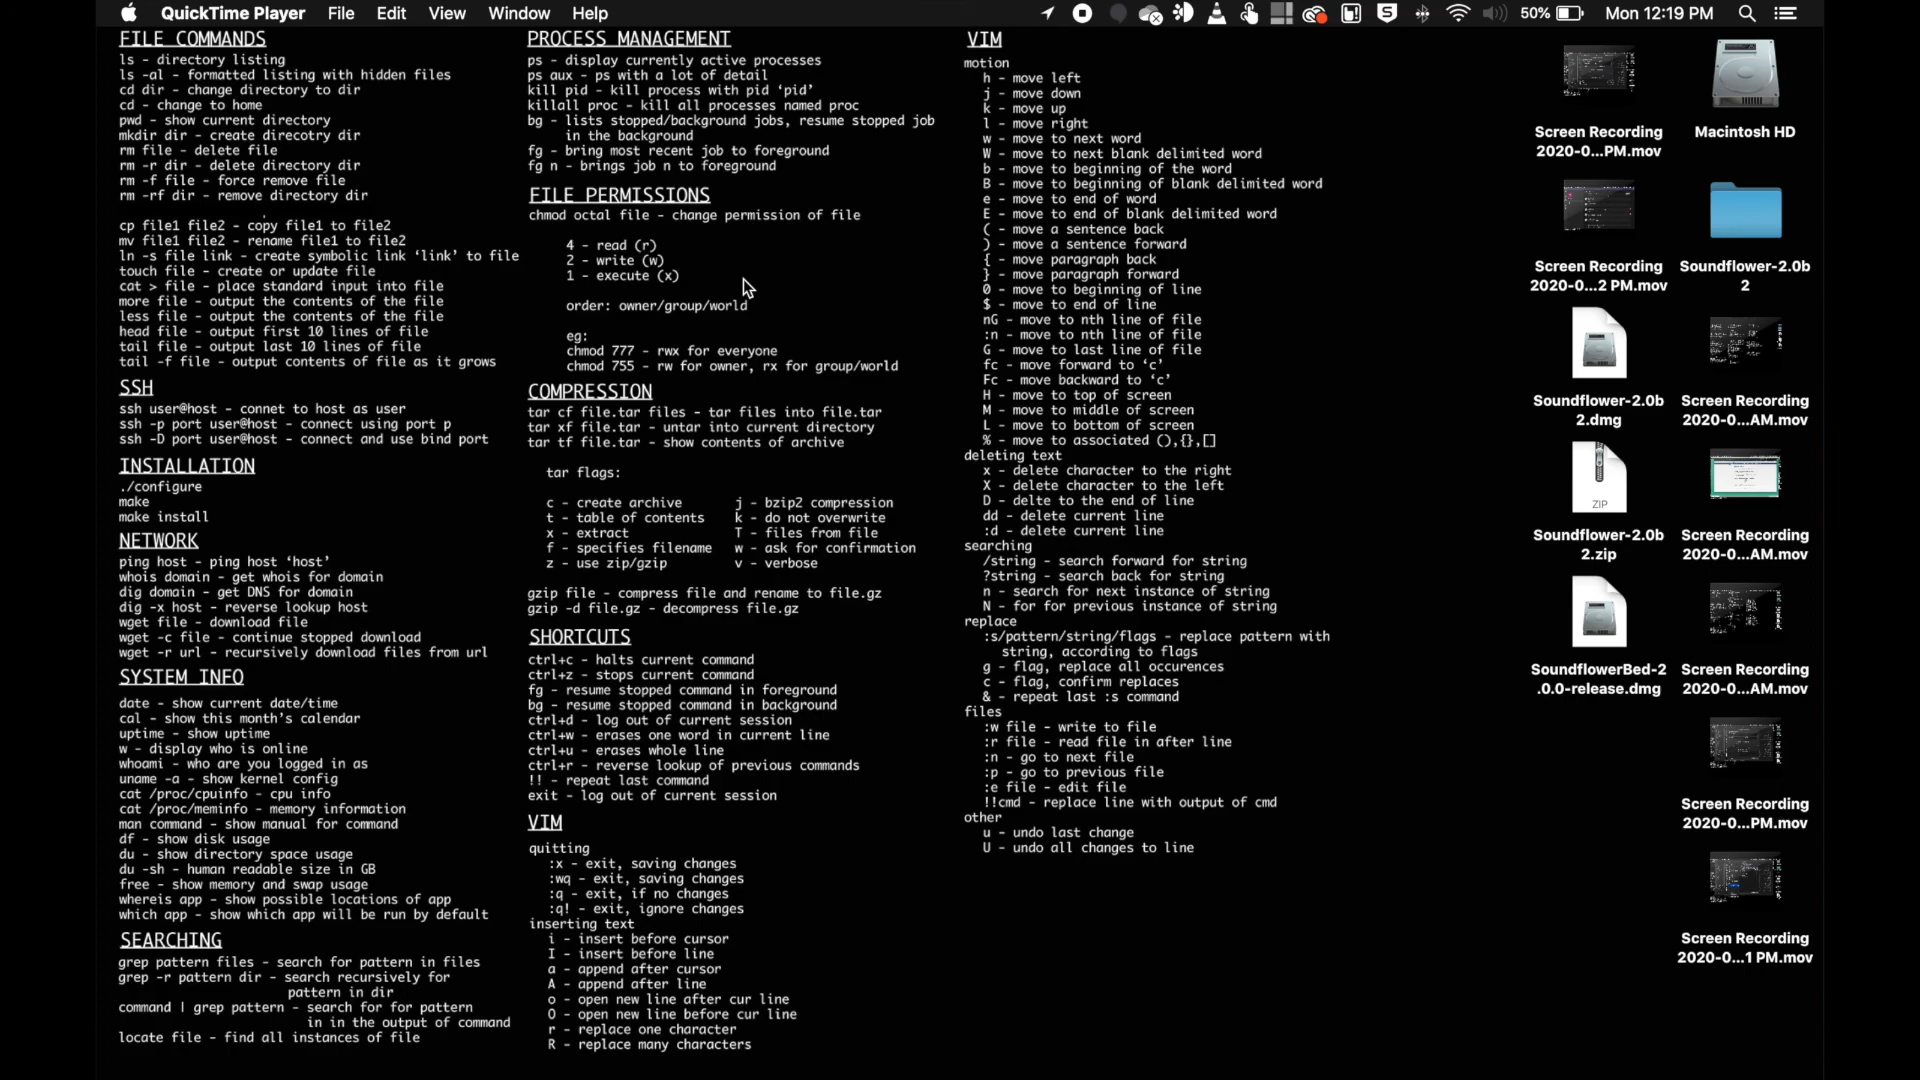 QuickTime Player File Edit View Window Help
50% Mon 12:19 PM
FILE COMMANDS
ls - directory listing
ls -al - formatted listing with hidden files
cd dir - change directory to dir
cd - change to home
pwd - show current directory
mkdir dir - create direcotry dir
rm file - delete file
rm -r dir - delete directory dir
rm -f file - force remove file
rm -rf dir - remove directory dir
cp file1 file2 - copy file1 to file2
mv file1 file2 - rename file1 to file2
ln -s file link - create symbolic link ‘link’ to file
touch file - create or update file
cat > file - place standard input into file
more file - output the contents of the file
less file - output the contents of the file
head file - output first 10 lines of file
tail file - output last 10 lines of file
tail -f file - output contents of file as it grows
SSH
ssh user@host - connet to host as user
ssh -p port user@host - connect using port p
ssh -D port user@host - connect and use bind port
INSTALLATION
./configure
make
make install
NETWORK
ping host - ping host ‘host’
whois domain - get whois for domain
dig domain - get DNS for domain
dig -x host - reverse lookup host
wget file - download file
wget -c file - continue stopped download
wget -r url - recursively download files from url
SYSTEM INFO
date - show current date/time
cal - show this month’s calendar
uptime - show uptime
w - display who is online
whoami - who are you logged in as
uname -a - show kernel config
cat /proc/cpuinfo - cpu info
cat /proc/meminfo - memory information
man command - show manual for command
df - show disk usage
du - show directory space usage
du -sh - human readable size in GB
free - show memory and swap usage
whereis app - show possible locations of app
which app - show which app will be run by default
SEARCHING
grep pattern files - search for pattern in files
grep -r pattern dir - search recursively for
pattern in dir
command | grep pattern - search for for pattern
in in the output of command
locate file - find all instances of file
PROCESS MANAGEMENT
ps - display currently active processes
ps aux - ps with a lot of detail
kill pid - kill process with pid ‘pid’
killall proc - kill all processes named proc
bg - lists stopped/background jobs, resume stopped job
in the background
fg - bring most recent job to foreground
fg n - brings job n to foreground
FILE PERMISSIONS
chmod octal file - change permission of file
4 - read (r)
2 - write (w)
1 - execute (x)
order: owner/group/world
eg:
chmod 777 - rwx for everyone
chmod 755 - rw for owner, rx for group/world
COMPRESSION
tar cf file.tar files - tar files into file.tar
tar xf file.tar - untar into current directory
tar tf file.tar - show contents of archive
tar flags:
c - create archive j - bzip2 compression
t - table of contents k - do not overwrite
x - extract T - files from file
f - specifies filename w - ask for confirmation
z - use zip/gzip v - verbose
gzip file - compress file and rename to file.gz
gzip -d file.gz - decompress file.gz
SHORTCUTS
ctrl+c - halts current command
ctrl+z - stops current command
fg - resume stopped command in foreground
bg - resume stopped command in background
ctrl+d - log out of current session
ctrl+w - erases one word in current line
ctrl+u - erases whole line
ctrl+r - reverse lookup of previous commands
!! - repeat last command
exit - log out of current session
VIM
quitting
:x - exit, saving changes
:wq - exit, saving changes
:q - exit, if no changes
:q! - exit, ignore changes
inserting text
i - insert before cursor
I - insert before line
a - append after cursor
A - append after line
o - open new line after cur line
O - open new line before cur line
r - replace one character
R - replace many characters
VIM
motion
h - move left
j - move down
k - move up
l - move right
w - move to next word
W - move to next blank delimited word
b - move to beginning of the word
B - move to beginning of blank delimited word
e - move to end of word
E - move to end of blank delimited word
( - move a sentence back
) - move a sentence forward
{ - move paragraph back
} - move paragraph forward
0 - move to beginning of line
$ - move to end of line
nG - move to nth line of file
:n - move to nth line of file
G - move to last line of file
fc - move forward to ‘c’
Fc - move backward to ‘c’
H - move to top of screen
M - move to middle of screen
L - move to bottom of screen
% - move to associated (),{},[]
deleting text
x - delete character to the right
X - delete character to the left
D - delte to the end of line
dd - delete current line
:d - delete current line
searching
/string - search forward for string
?string - search back for string
n - search for next instance of string
N - for for previous instance of string
replace
:s/pattern/string/flags - replace pattern with
string, according to flags
g - flag, replace all occurences
c - flag, confirm replaces
& - repeat last :s command
files
:w file - write to file
:r file - read file in after line
:n - go to next file
:p - go to previous file
:e file - edit file
!!cmd - replace line with output of cmd
other
u - undo last change
U - undo all changes to line
Screen Recording
2020-0...PM.mov
Macintosh HD
Screen Recording
2020-0...2 PM.mov
Soundflower-2.0b
2
Soundflower-2.0b
2.dmg
Screen Recording
2020-0...AM.mov
ZIP
Soundflower-2.0b
2.zip
Screen Recording
2020-0...AM.mov
SoundflowerBed-2
.0.0-release.dmg
Screen Recording
2020-0...AM.mov
Screen Recording
2020-0...PM.mov
Screen Recording
2020-0...1 PM.mov